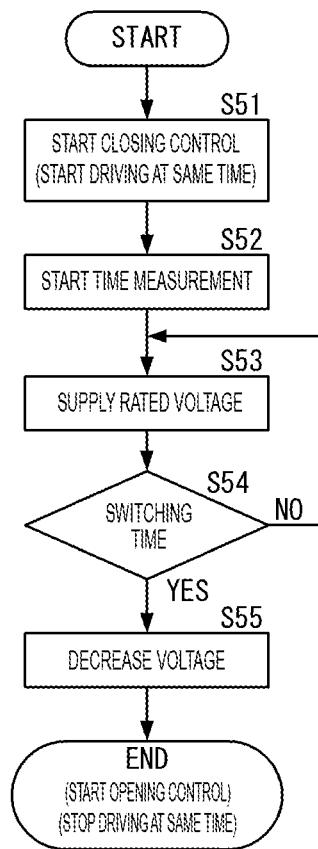 START
S51
START CLOSING CONTROL
(START DRIVING AT SAME TIME)
S52
START TIME MEASUREMENT
S53
SUPPLY RATED VOLTAGE
S54
SWITCHING
TIME
NO
YES
S55
DECREASE VOLTAGE
END
(START OPENING CONTROL)
(STOP DRIVING AT SAME TIME)